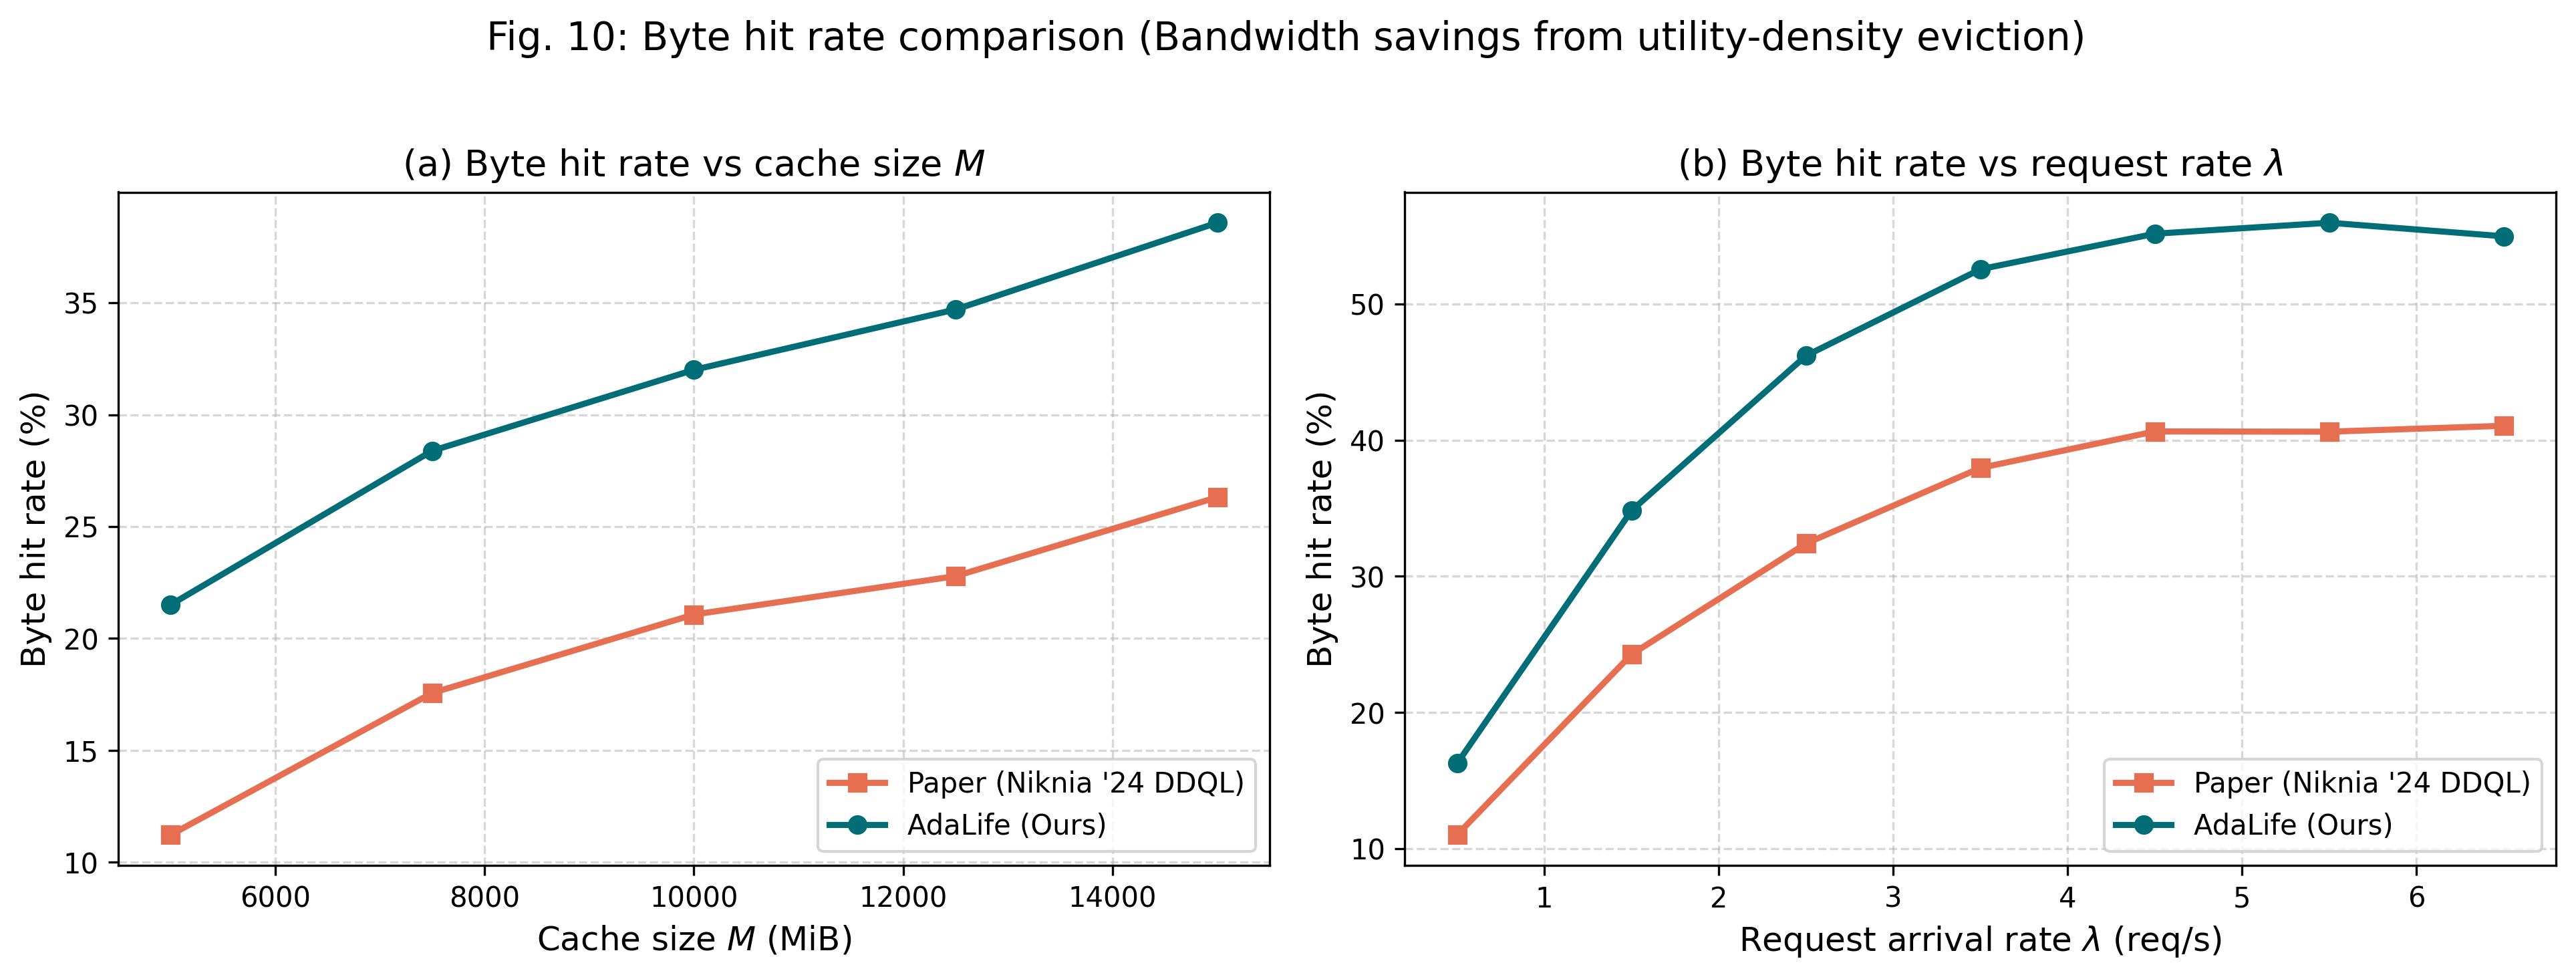 Fig. 10: Byte hit rate comparison (Bandwidth savings from utility-density eviction)
(a) Byte hit rate vs cache size M
Byte hit rate (%)
35
30
25
20
15
10
6000 8000 10000 12000 14000
Cache size M (MiB)
Paper (Niknia '24 DDQL)
AdaLife (Ours)
(b) Byte hit rate vs request rate λ
Byte hit rate (%)
50
40
30
20
10
1 2 3 4 5 6
Request arrival rate λ (req/s)
Paper (Niknia '24 DDQL)
AdaLife (Ours)